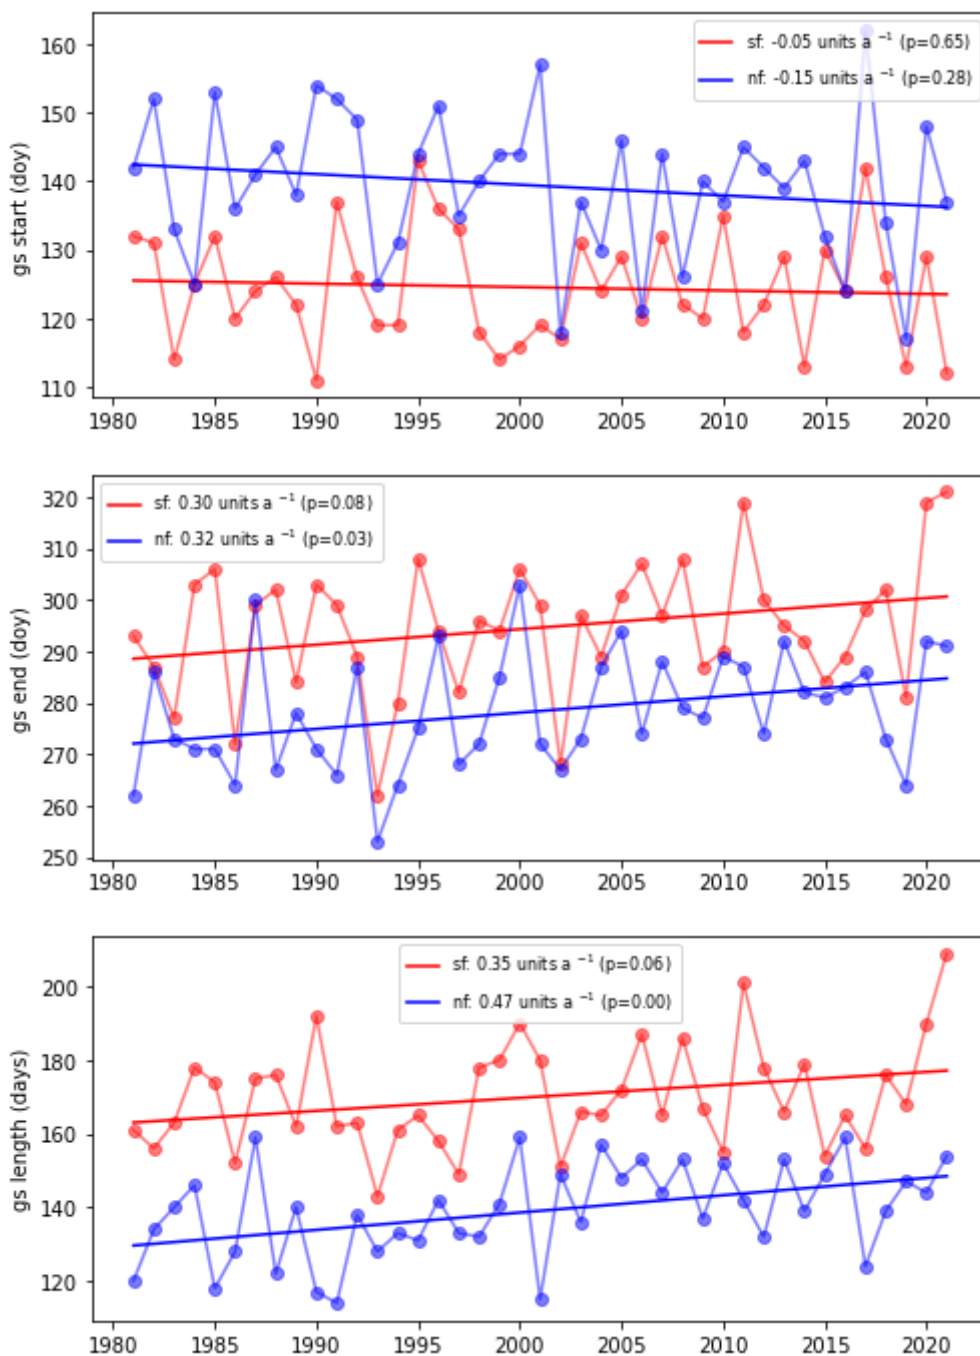 sf: -0.05 units a ⁻¹ (p=0.65)
nf: -0.15 units a ⁻¹ (p=0.28)
gs start (doy)
160
150
140
130
120
110
1980 1985 1990 1995 2000 2005 2010 2015 2020
sf: 0.30 units a ⁻¹ (p=0.08)
nf: 0.32 units a ⁻¹ (p=0.03)
gs end (doy)
320
310
300
290
280
270
260
250
1980 1985 1990 1995 2000 2005 2010 2015 2020
sf: 0.35 units a ⁻¹ (p=0.06)
nf: 0.47 units a ⁻¹ (p=0.00)
gs length (days)
200
180
160
140
120
1980 1985 1990 1995 2000 2005 2010 2015 2020